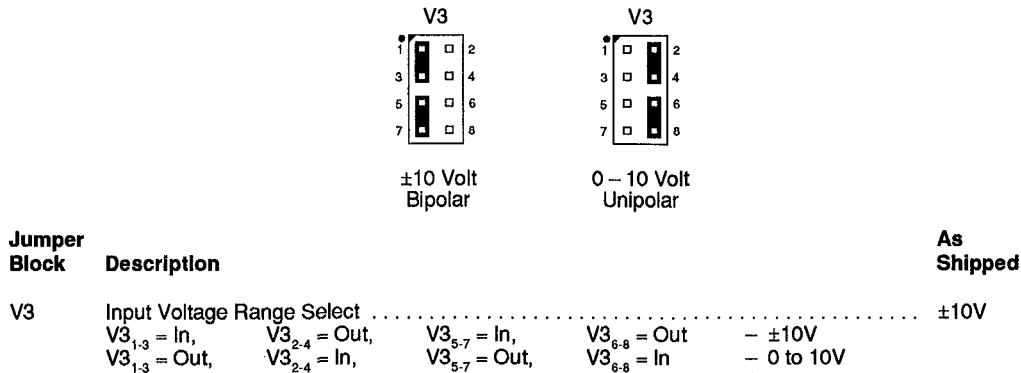 V3 V3
1 2 1 2
3 4 3 4
5 6 5 6
7 8 7 8
±10 Volt 0 – 10 Volt
Bipolar Unipolar
Jumper As
Block Description Shipped
V3 Input Voltage Range Select . . . . . . . . . . . . . . . . . . . . . . . . . . . . . . . . . . . . . . . . . . . . . . . . ±10V
V3₁₋₃ = In, V3₂₋₄ = Out, V3₅₋₇ = In, V3₆₋₈ = Out – ±10V
V3₁₋₃ = Out, V3₂₋₄ = In, V3₅₋₇ = Out, V3₆₋₈ = In – 0 to 10V